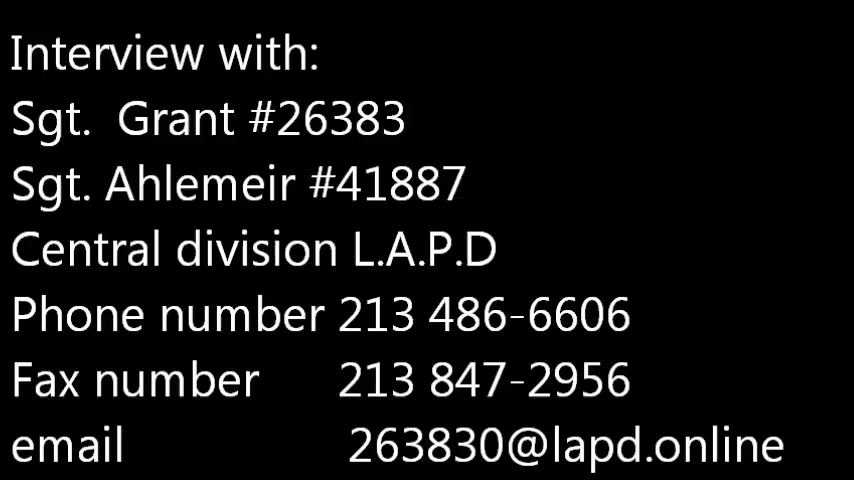 Interview with:
Sgt.  Grant #26383
Sgt. Ahlemeir #41887
Central division L.A.P.D
Phone number 213 486-6606
Fax number 213 847-2956
email 263830@lapd.online